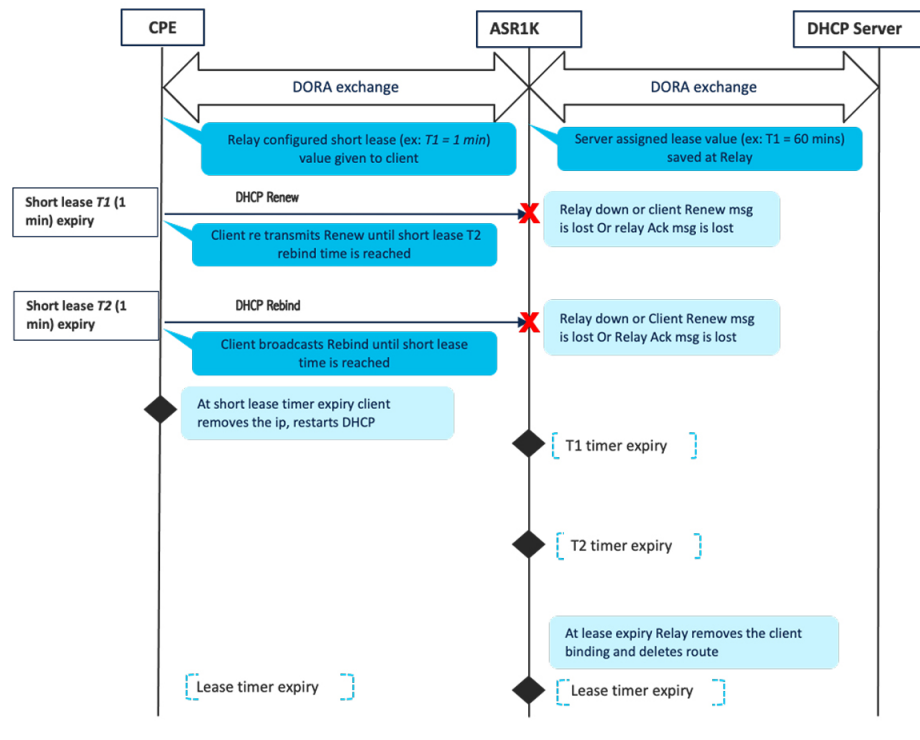 CPE
ASR1K
DHCP Server
DORA exchange
DORA exchange
Relay configured short lease (ex: T1 = 1 min)
value given to client
Server assigned lease value (ex: T1 = 60 mins)
saved at Relay
Short lease T1 (1
min) expiry
DHCP Renew
Relay down or client Renew msg
is lost Or relay Ack msg is lost
Client re transmits Renew until short lease T2
rebind time is reached
Short lease T2 (1
min) expiry
DHCP Rebind
Relay down or Client Renew msg
is lost Or Relay Ack msg is lost
Client broadcasts Rebind until short lease
time is reached
At short lease timer expiry client
removes the ip, restarts DHCP
T1 timer expiry
T2 timer expiry
At lease expiry Relay removes the client
binding and deletes route
Lease timer expiry
Lease timer expiry